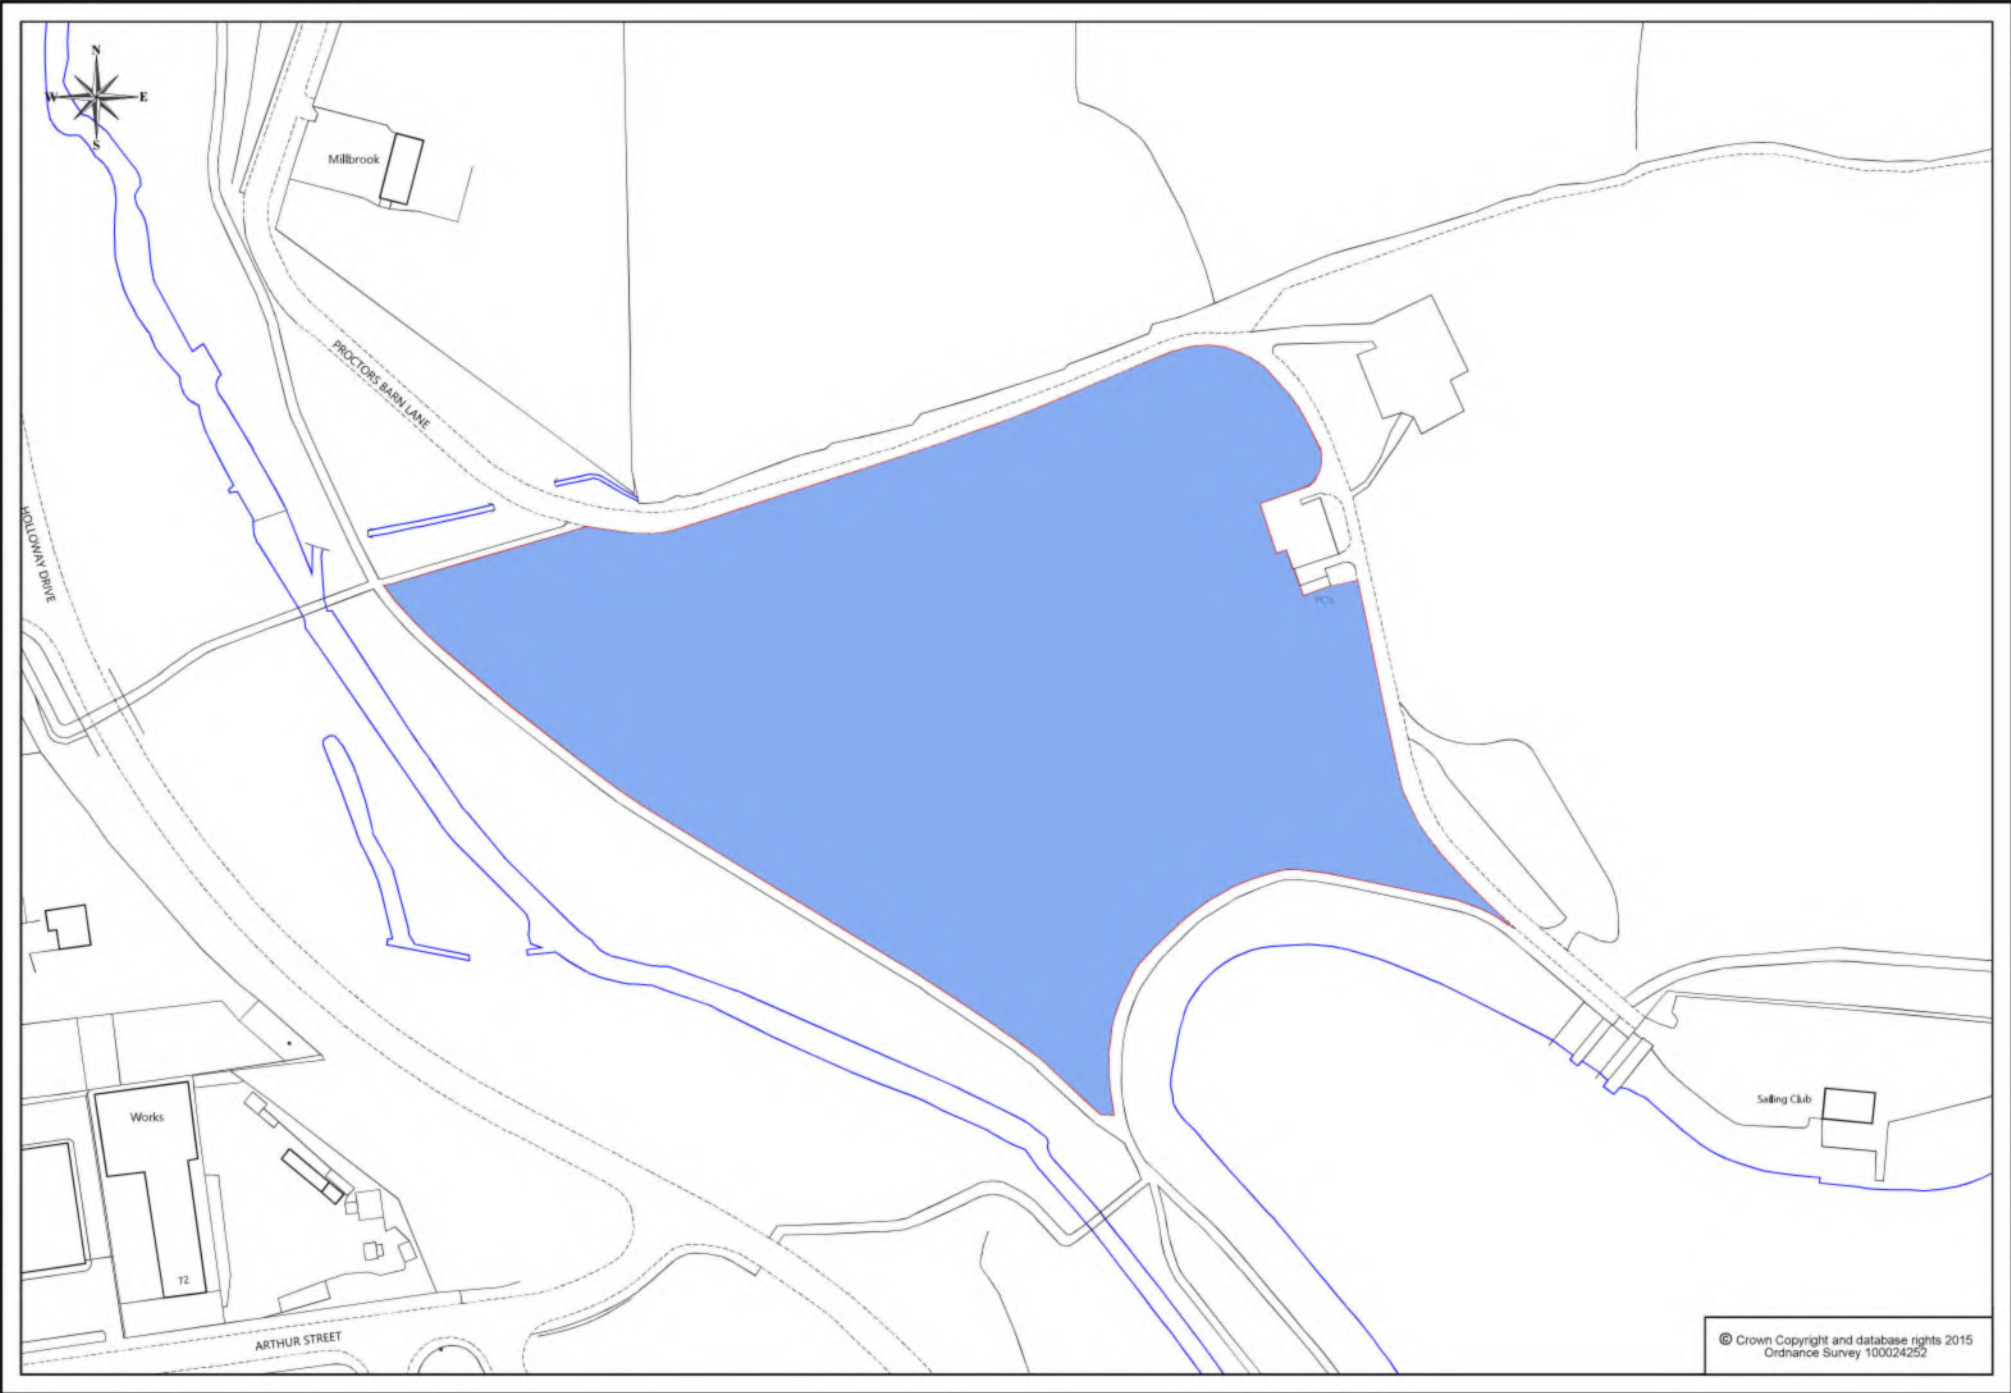 N
W E
S
Millbrook
PROCTORS BARN LANE
HOLLOWAY DRIVE
PC's
Works
72
ARTHUR STREET
Sailing Club
© Crown Copyright and database rights 2015
Ordnance Survey 100024252